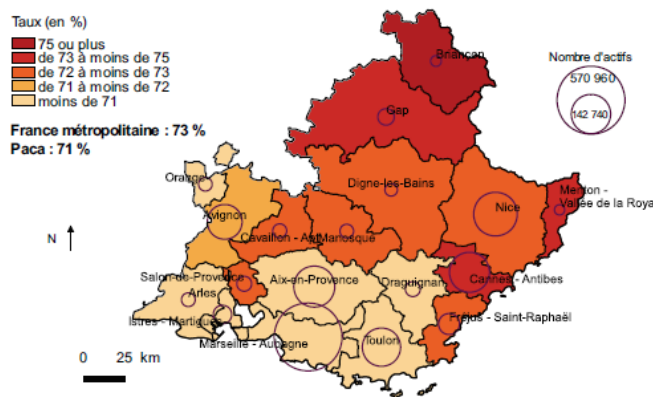 Taux (en %)
75 ou plus
de 73 à moins de 75
de 72 à moins de 73
de 71 à moins de 72
moins de 71
France métropolitaine : 73 %
Paca : 71 %
Nombre d'actifs
570 960
142 740
Briançon
Gap
Orange
Digne-les-Bains
Menton -
Vallée de la Roya
Avignon
Nice
N
Cavaillon - Apt
Manosque
Salon-de-Provence
Aix-en-Provence
Draguignan
Cannes - Antibes
Arles
Istres - Martigues
Fréjus - Saint-Raphaël
Marseille - Aubagne
Toulon
0 25 km